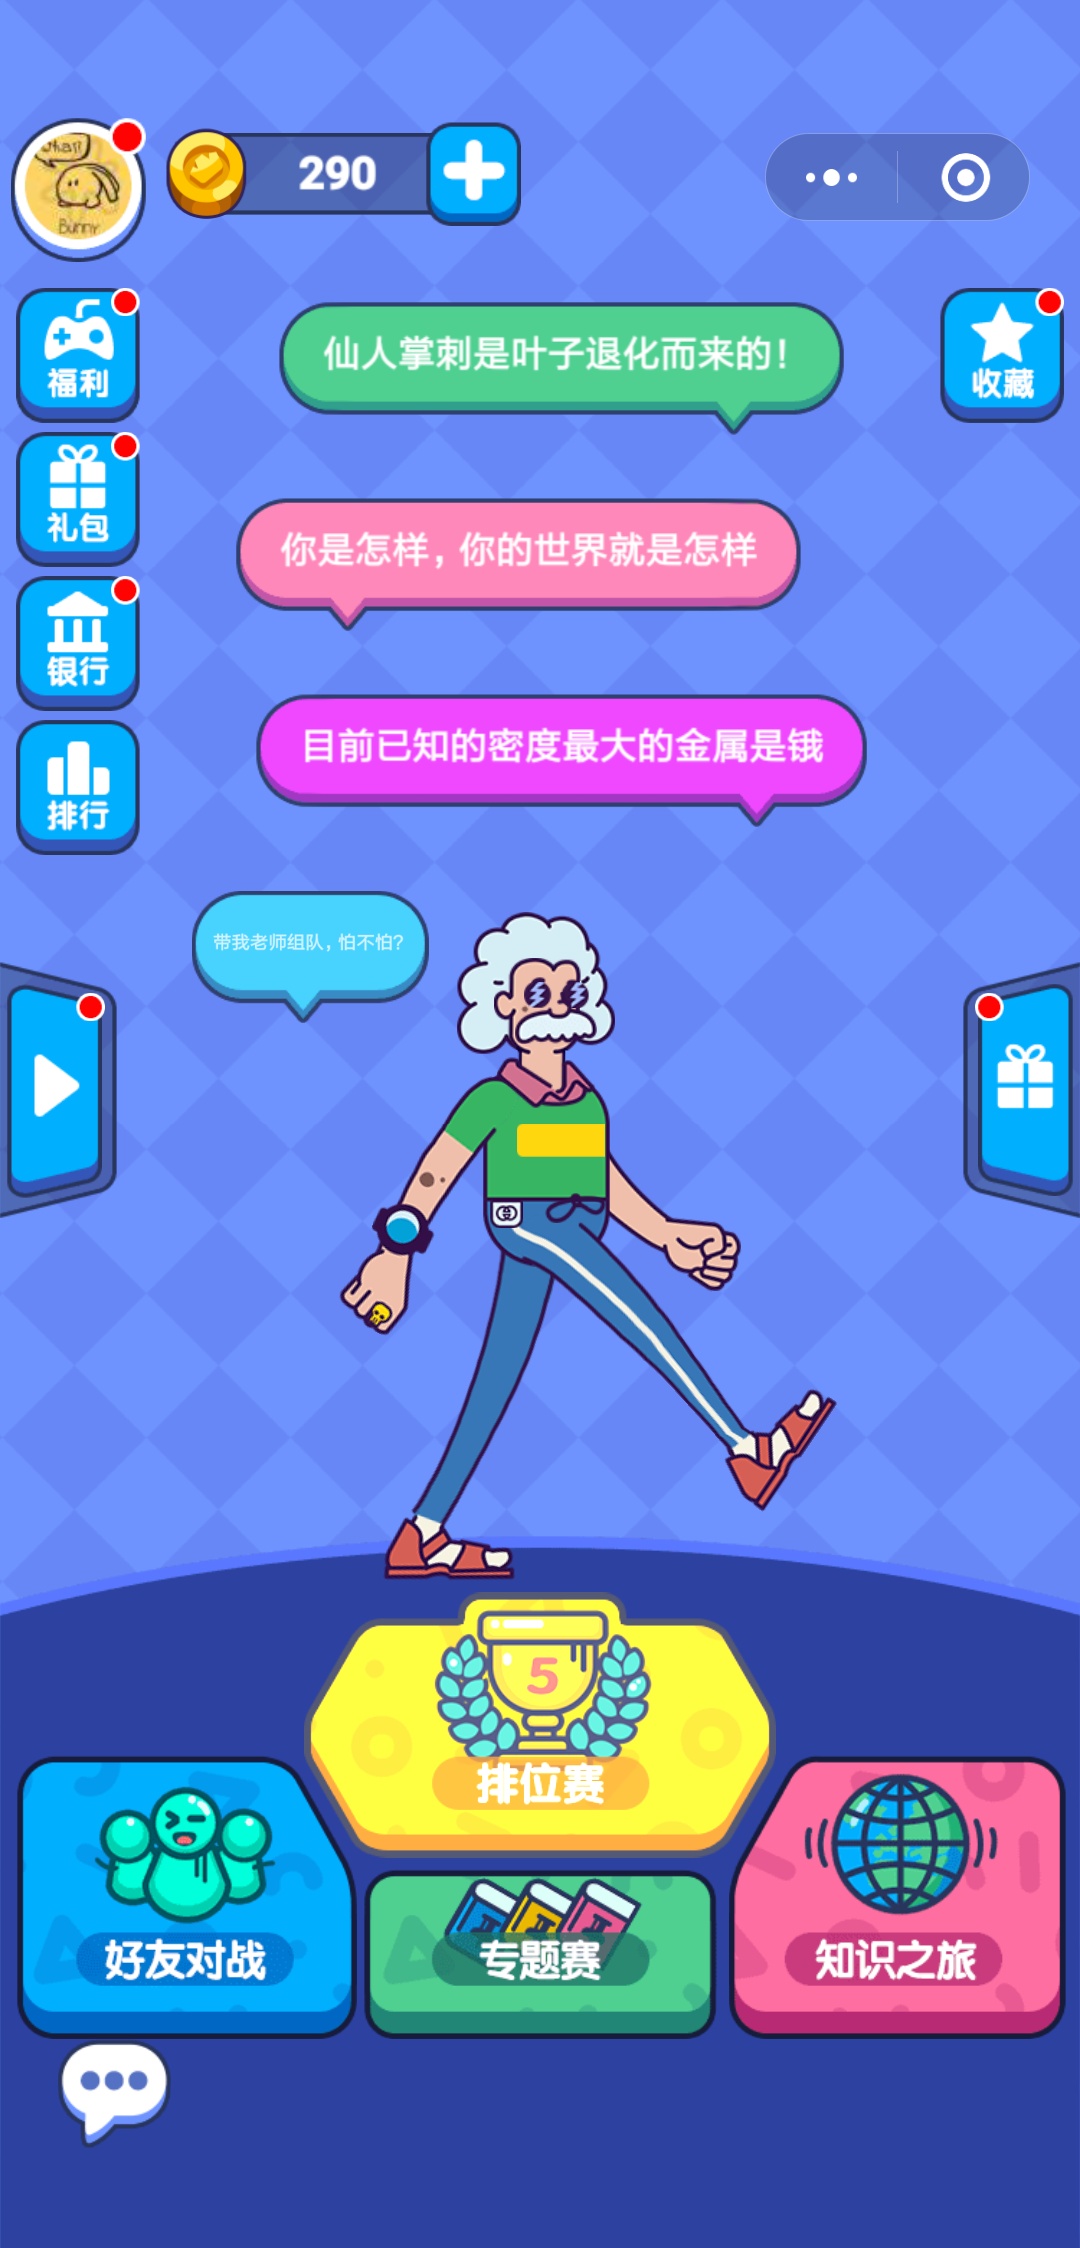 290
Bunny
福利
收藏
仙人掌刺是叶子退化而来的!
礼包
你是怎样,你的世界就是怎样
银行
目前已知的密度最大的金属是锇
排行
带我老师组队,怕不怕?
5
排位赛
好友对战
专题赛
知识之旅